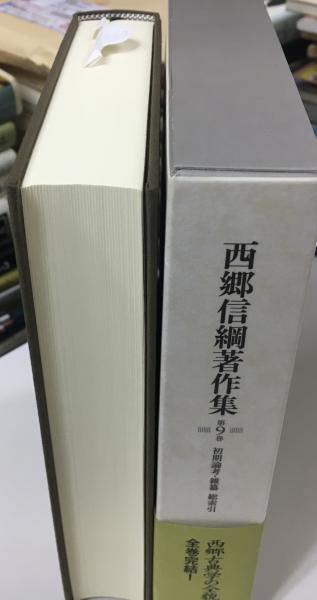 西郷信綱著作集
第9巻
初期論考・雑纂 総索引
西郷古典学の全貌
全巻完結!